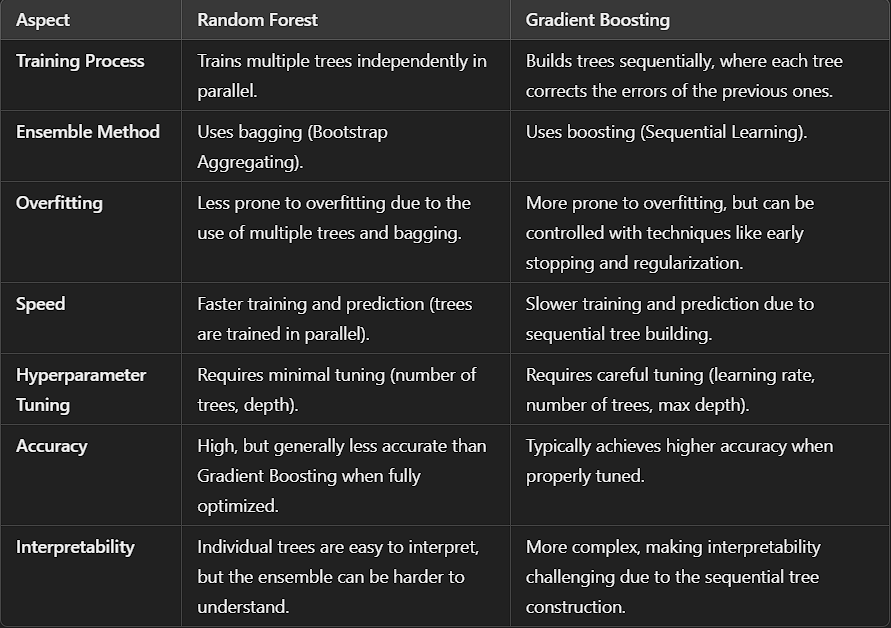 Aspect Random Forest Gradient Boosting
Training Process Trains multiple trees independently in Builds trees sequentially, where each tree
parallel. corrects the errors of the previous ones.
Ensemble Method Uses bagging (Bootstrap Uses boosting (Sequential Learning).
Aggregating).
Overfitting Less prone to overfitting due to the More prone to overfitting, but can be
use of multiple trees and bagging. controlled with techniques like early
stopping and regularization.
Speed Faster training and prediction (trees Slower training and prediction due to
are trained in parallel). sequential tree building.
Hyperparameter Requires minimal tuning (number of Requires careful tuning (learning rate,
Tuning trees, depth). number of trees, max depth).
Accuracy High, but generally less accurate than Typically achieves higher accuracy when
Gradient Boosting when fully properly tuned.
optimized.
Interpretability Individual trees are easy to interpret, More complex, making interpretability
but the ensemble can be harder to challenging due to the sequential tree
understand. construction.